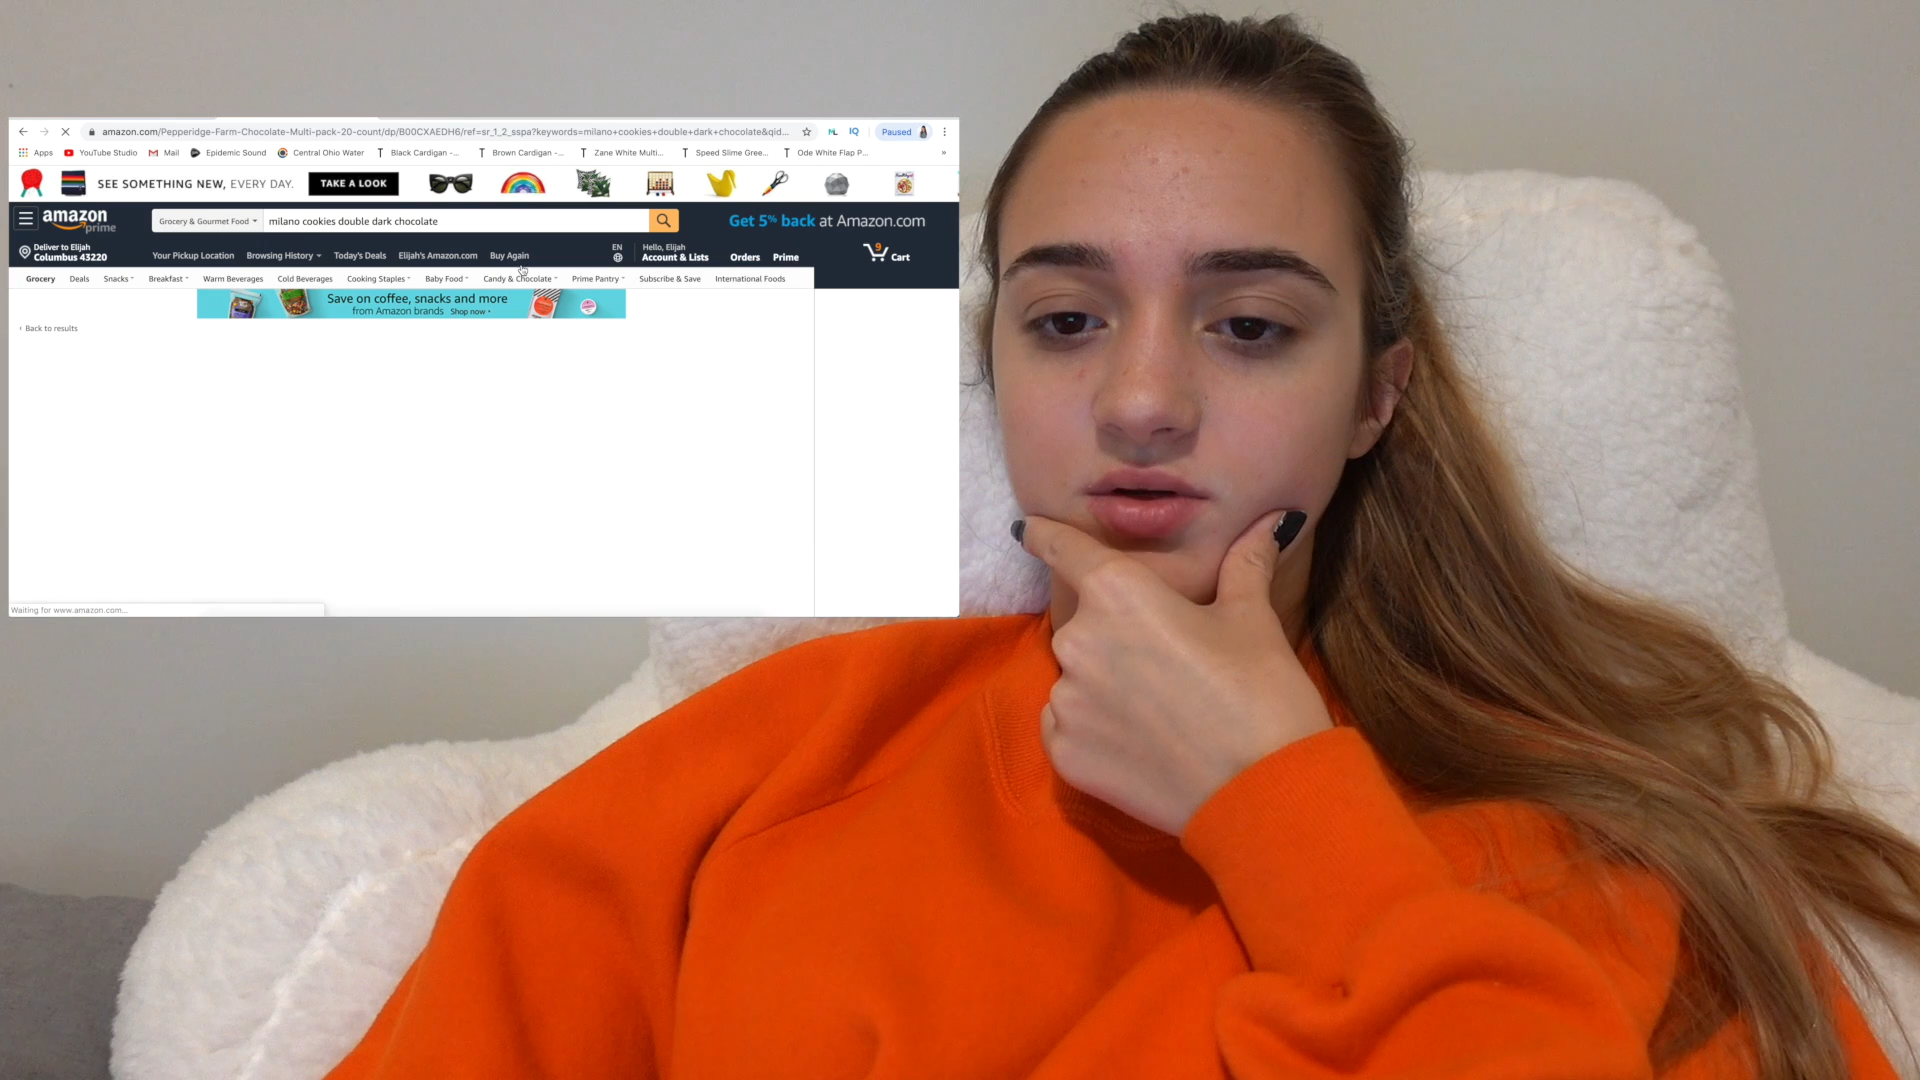 amazon.com/Pepperidge-Farm-Chocolate-Multi-pack-20-count/dp/B00CXAEDH6/ref=sr_1_2_sspa?keywords=milano+cookies+double+dark+chocolate&qid...
Paused
Apps YouTube Studio Mail Epidemic Sound Central Ohio Water Black Cardigan -... Brown Cardigan -... Zane White Multi... Speed Slime Gree... Ode White Flap P... »
SEE SOMETHING NEW, EVERY DAY. TAKE A LOOK
amazon prime
Grocery & Gourmet Food milano cookies double dark chocolate
Get 5% back at Amazon.com
Deliver to Elijah
Columbus 43220
Your Pickup Location Browsing History Today's Deals Elijah's Amazon.com Buy Again
EN
Hello, Elijah
Account & Lists Orders Prime
9 Cart
Grocery Deals Snacks Breakfast Warm Beverages Cold Beverages Cooking Staples Baby Food Candy & Chocolate Prime Pantry Subscribe & Save International Foods
Save on coffee, snacks and more
from Amazon brands Shop now
‹ Back to results
Waiting for www.amazon.com...